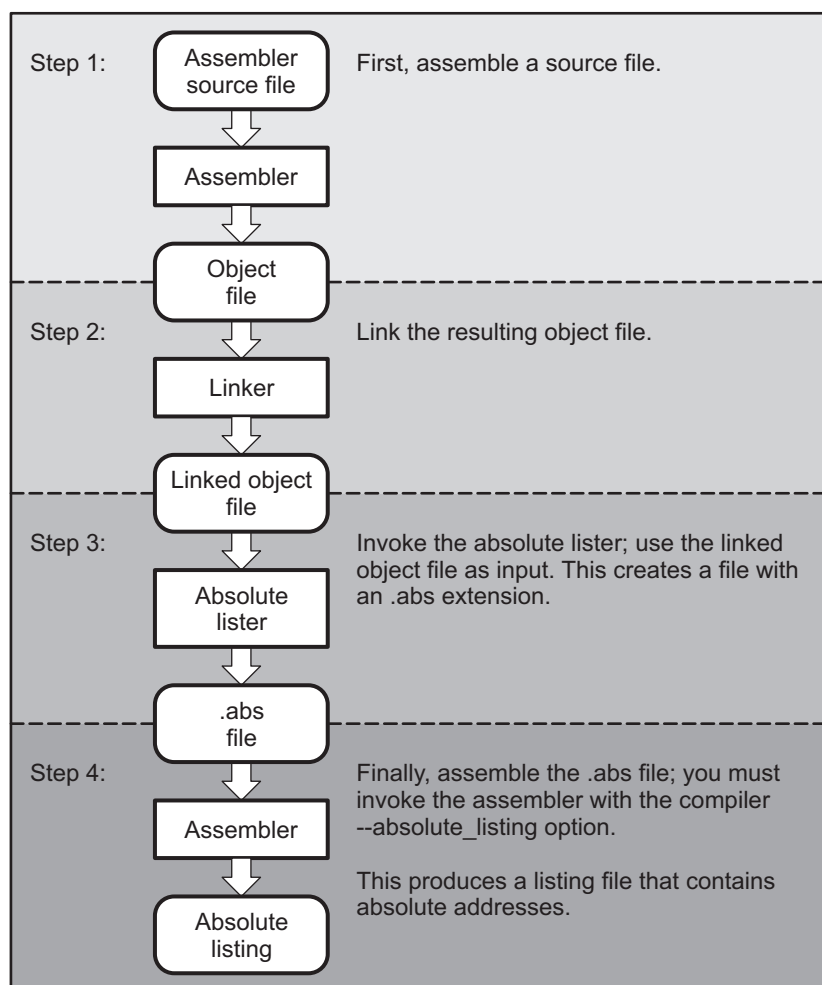 Step 1:
Assembler
source file
First, assemble a source file.
Assembler
Object
file
Step 2:
Link the resulting object file.
Linker
Linked object
file
Step 3:
Invoke the absolute lister; use the linked
object file as input. This creates a file with
an .abs extension.
Absolute
lister
.abs
file
Step 4:
Finally, assemble the .abs file; you must
invoke the assembler with the compiler
--absolute_listing option.
Assembler
This produces a listing file that contains
absolute addresses.
Absolute
listing